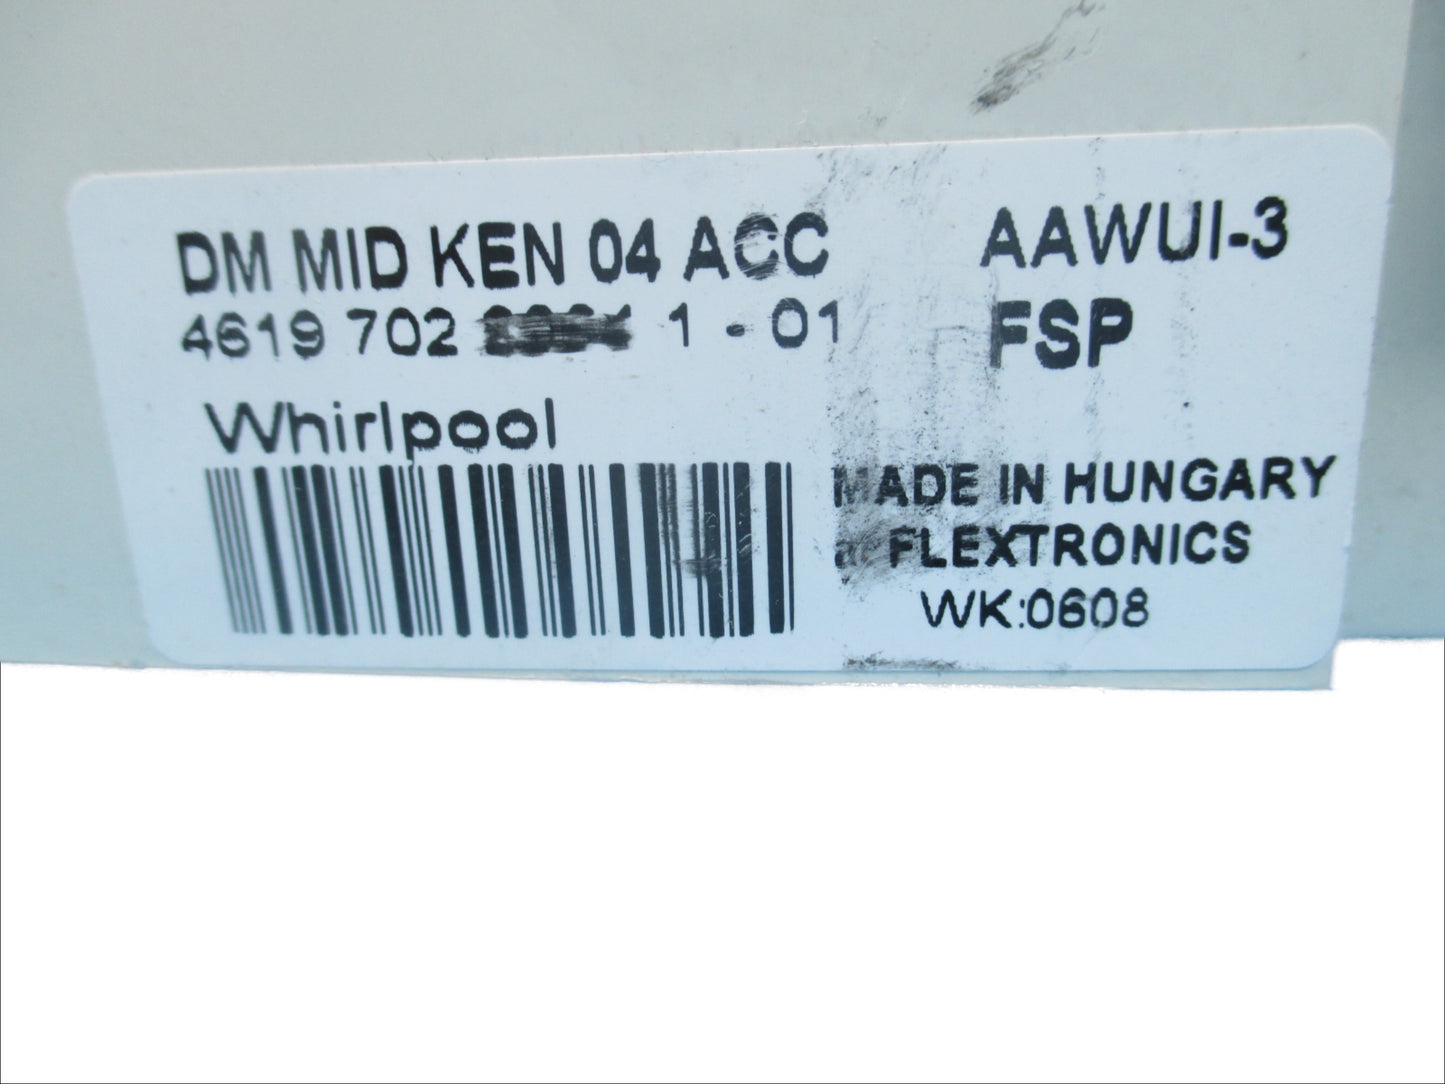 DM MID KEN 04 ACC
4619 702 1 - 01
AAWUI-3
FSP
Whirlpool
MADE IN HUNGARY
FLEXTRONICS
WK:0608